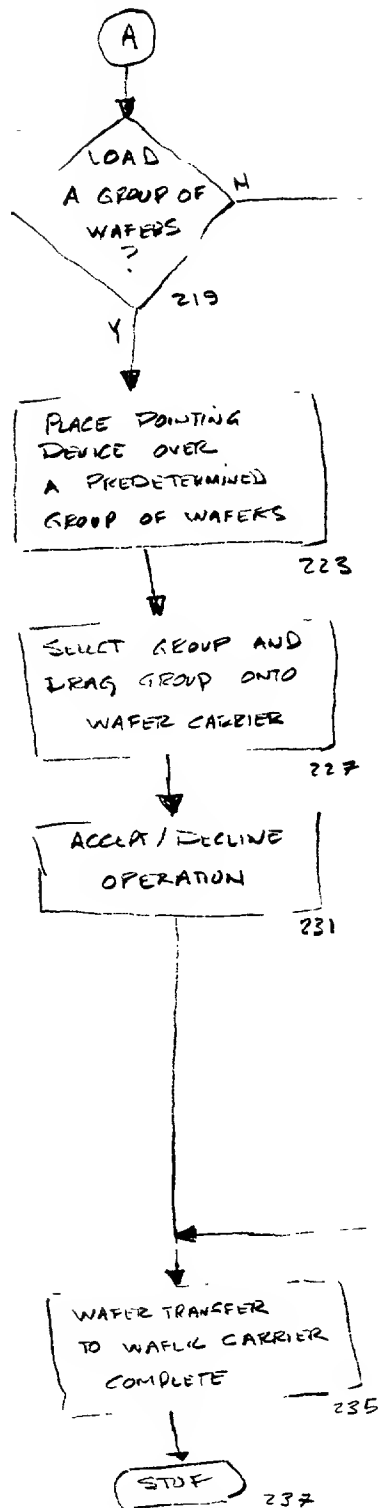 A
LOAD
A GROUP OF
WAFERS
?
N
219
Y
PLACE POINTING
DEVICE OVER
A PREDETERMINED
GROUP OF WAFERS
223
SELECT GROUP AND
DRAG GROUP ONTO
WAFER CARRIER
227
ACCEPT/DECLINE
OPERATION
231
WAFER TRANSFER
TO WAFER CARRIER
COMPLETE
235
STOP
237